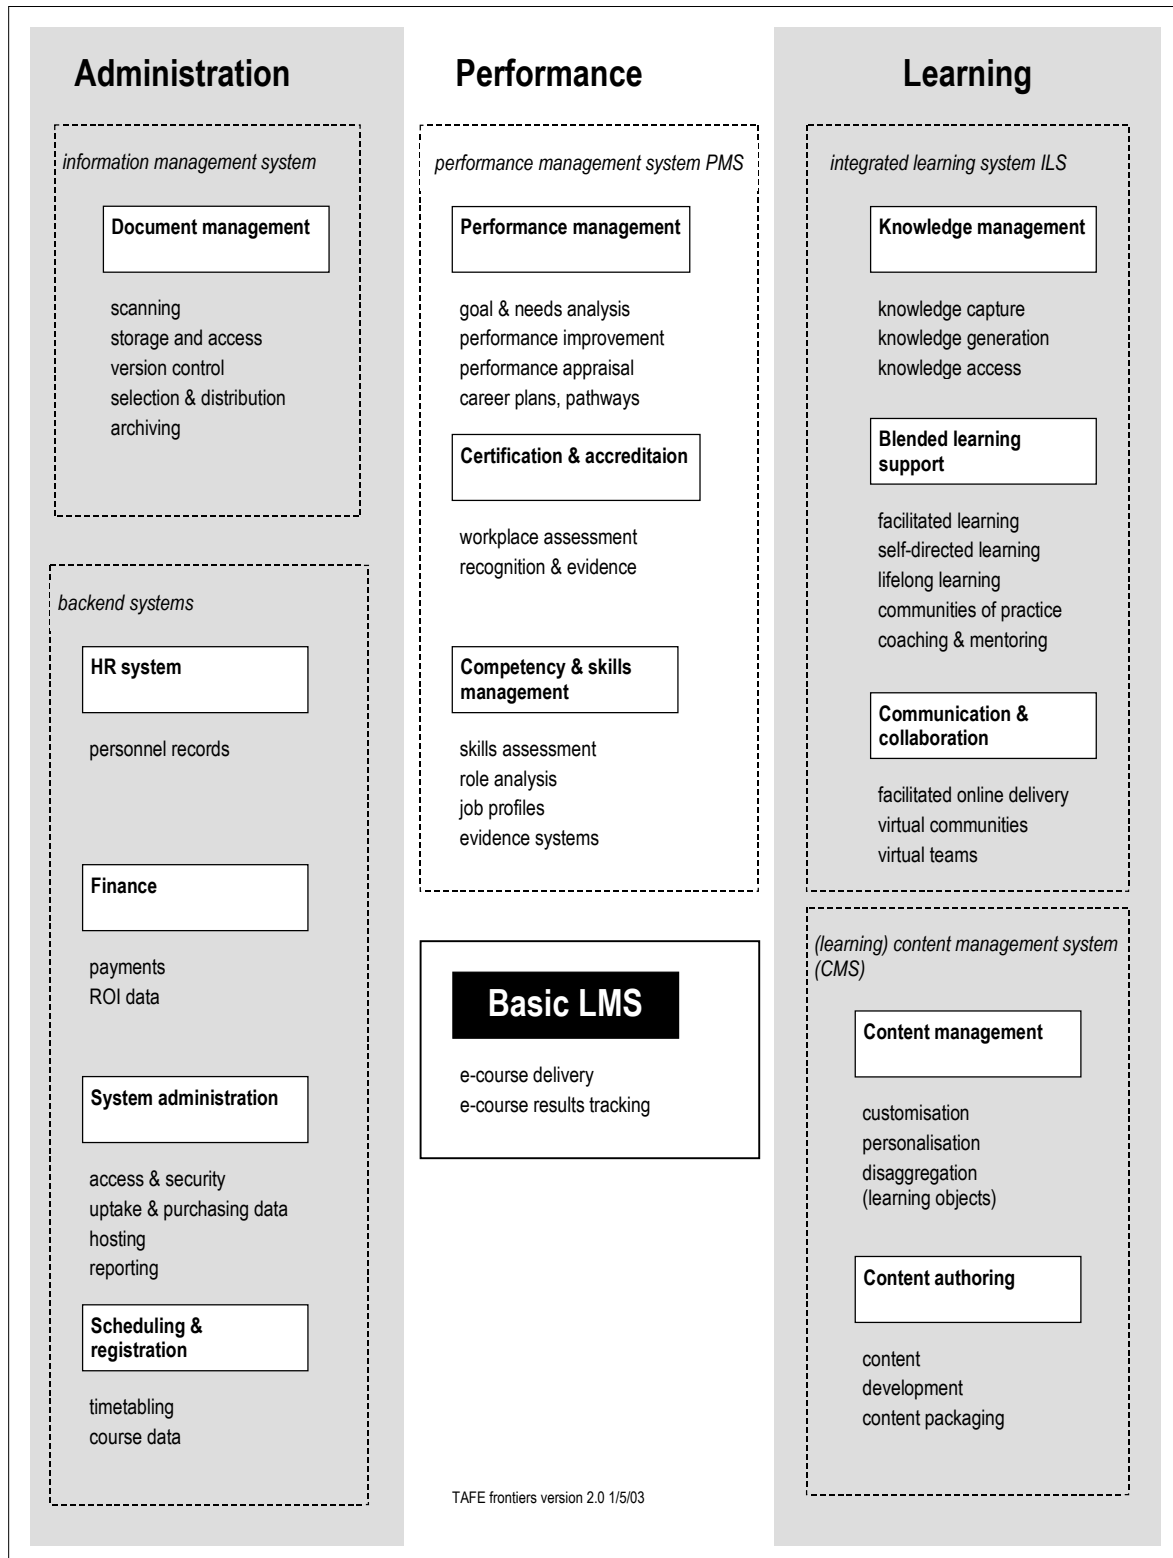 Administration
information management system
Document management
scanning
storage and access
version control
selection & distribution
archiving
backend systems
HR system
personnel records
Finance
payments
ROI data
System administration
access & security
uptake & purchasing data
hosting
reporting
Scheduling &
registration
timetabling
course data
Performance
performance management system PMS
Performance management
goal & needs analysis
performance improvement
performance appraisal
career plans, pathways
Certification & accreditaion
workplace assessment
recognition & evidence
Competency & skills
management
skills assessment
role analysis
job profiles
evidence systems
Basic LMS
e-course delivery
e-course results tracking
TAFE frontiers version 2.0 1/5/03
Learning
integrated learning system ILS
Knowledge management
knowledge capture
knowledge generation
knowledge access
Blended learning
support
facilitated learning
self-directed learning
lifelong learning
communities of practice
coaching & mentoring
Communication &
collaboration
facilitated online delivery
virtual communities
virtual teams
(learning) content management system
(CMS)
Content management
customisation
personalisation
disaggregation
(learning objects)
Content authoring
content
development
content packaging